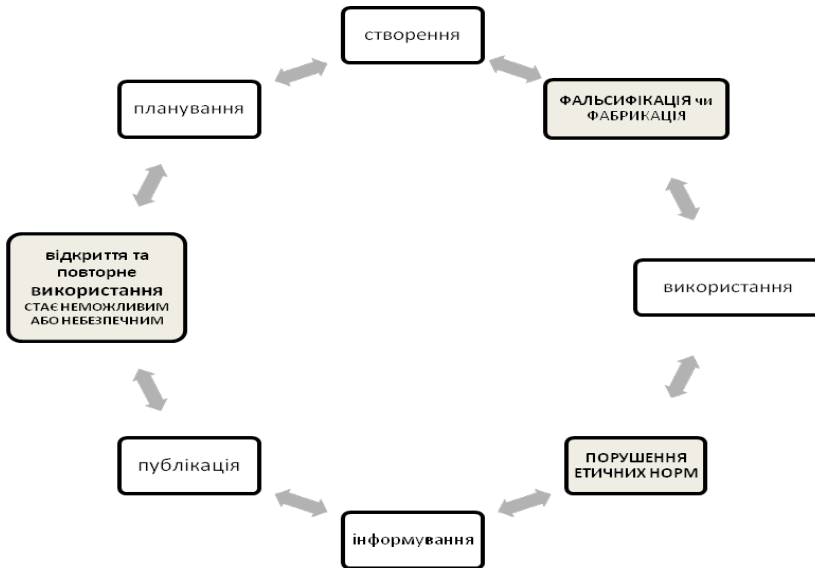 створення
планування
ФАЛЬСИФІКАЦІЯ чи
ФАБРИКАЦІЯ
відкриття та
повторне
використання
СТАЄ НЕМОЖЛИВИМ
АБО НЕБЕЗПЕЧНИМ
використання
публікація
ПОРУШЕННЯ
ЕТИЧНИХ НОРМ
інформування